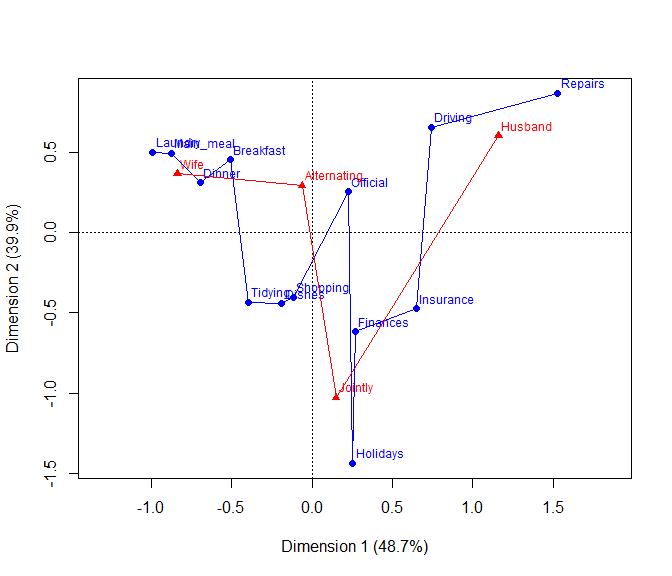 Repairs
Driving
Husband
Laundry
Main_meal
Breakfast
Wife
Dinner
Alternating
Official
Tidying
Dishes
Shopping
Insurance
Finances
Jointly
Holidays
0.5
0.0
-0.5
-1.0
-1.5
Dimension 2 (39.9%)
-1.0 -0.5 0.0 0.5 1.0 1.5
Dimension 1 (48.7%)